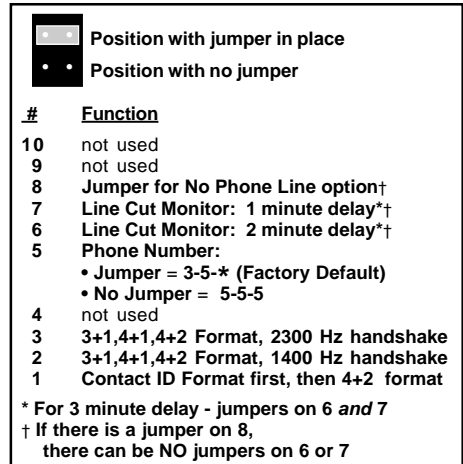 Position with jumper in place
Position with no jumper
# Function
10 not used
9 not used
8 Jumper for No Phone Line option†
7 Line Cut Monitor: 1 minute delay*†
6 Line Cut Monitor: 2 minute delay*†
5 Phone Number:
• Jumper = 3-5-* (Factory Default)
• No Jumper = 5-5-5
4 not used
3 3+1,4+1,4+2 Format, 2300 Hz handshake
2 3+1,4+1,4+2 Format, 1400 Hz handshake
1 Contact ID Format first, then 4+2 format
* For 3 minute delay - jumpers on 6 and 7
† If there is a jumper on 8,
there can be NO jumpers on 6 or 7